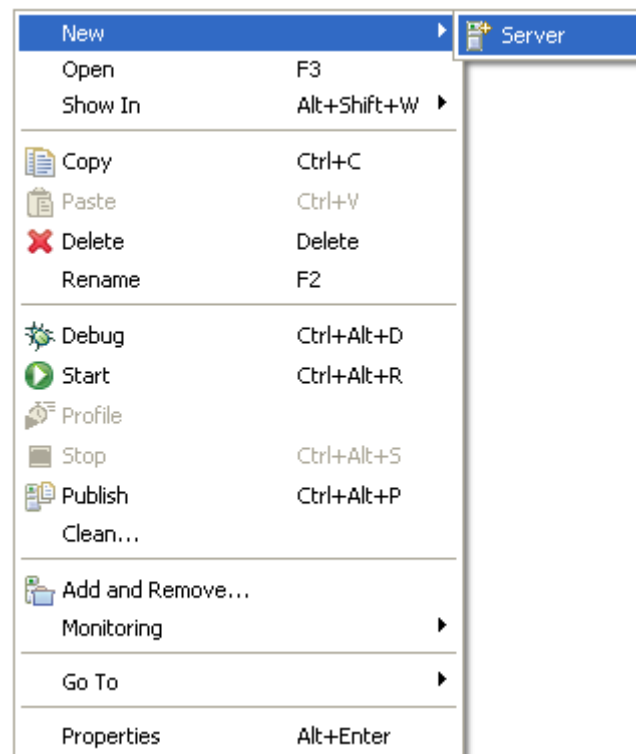 New Server
Open F3
Show In Alt+Shift+W
Copy Ctrl+C
Paste Ctrl+V
Delete Delete
Rename F2
Debug Ctrl+Alt+D
Start Ctrl+Alt+R
Profile
Stop Ctrl+Alt+S
Publish Ctrl+Alt+P
Clean...
Add and Remove...
Monitoring
Go To
Properties Alt+Enter